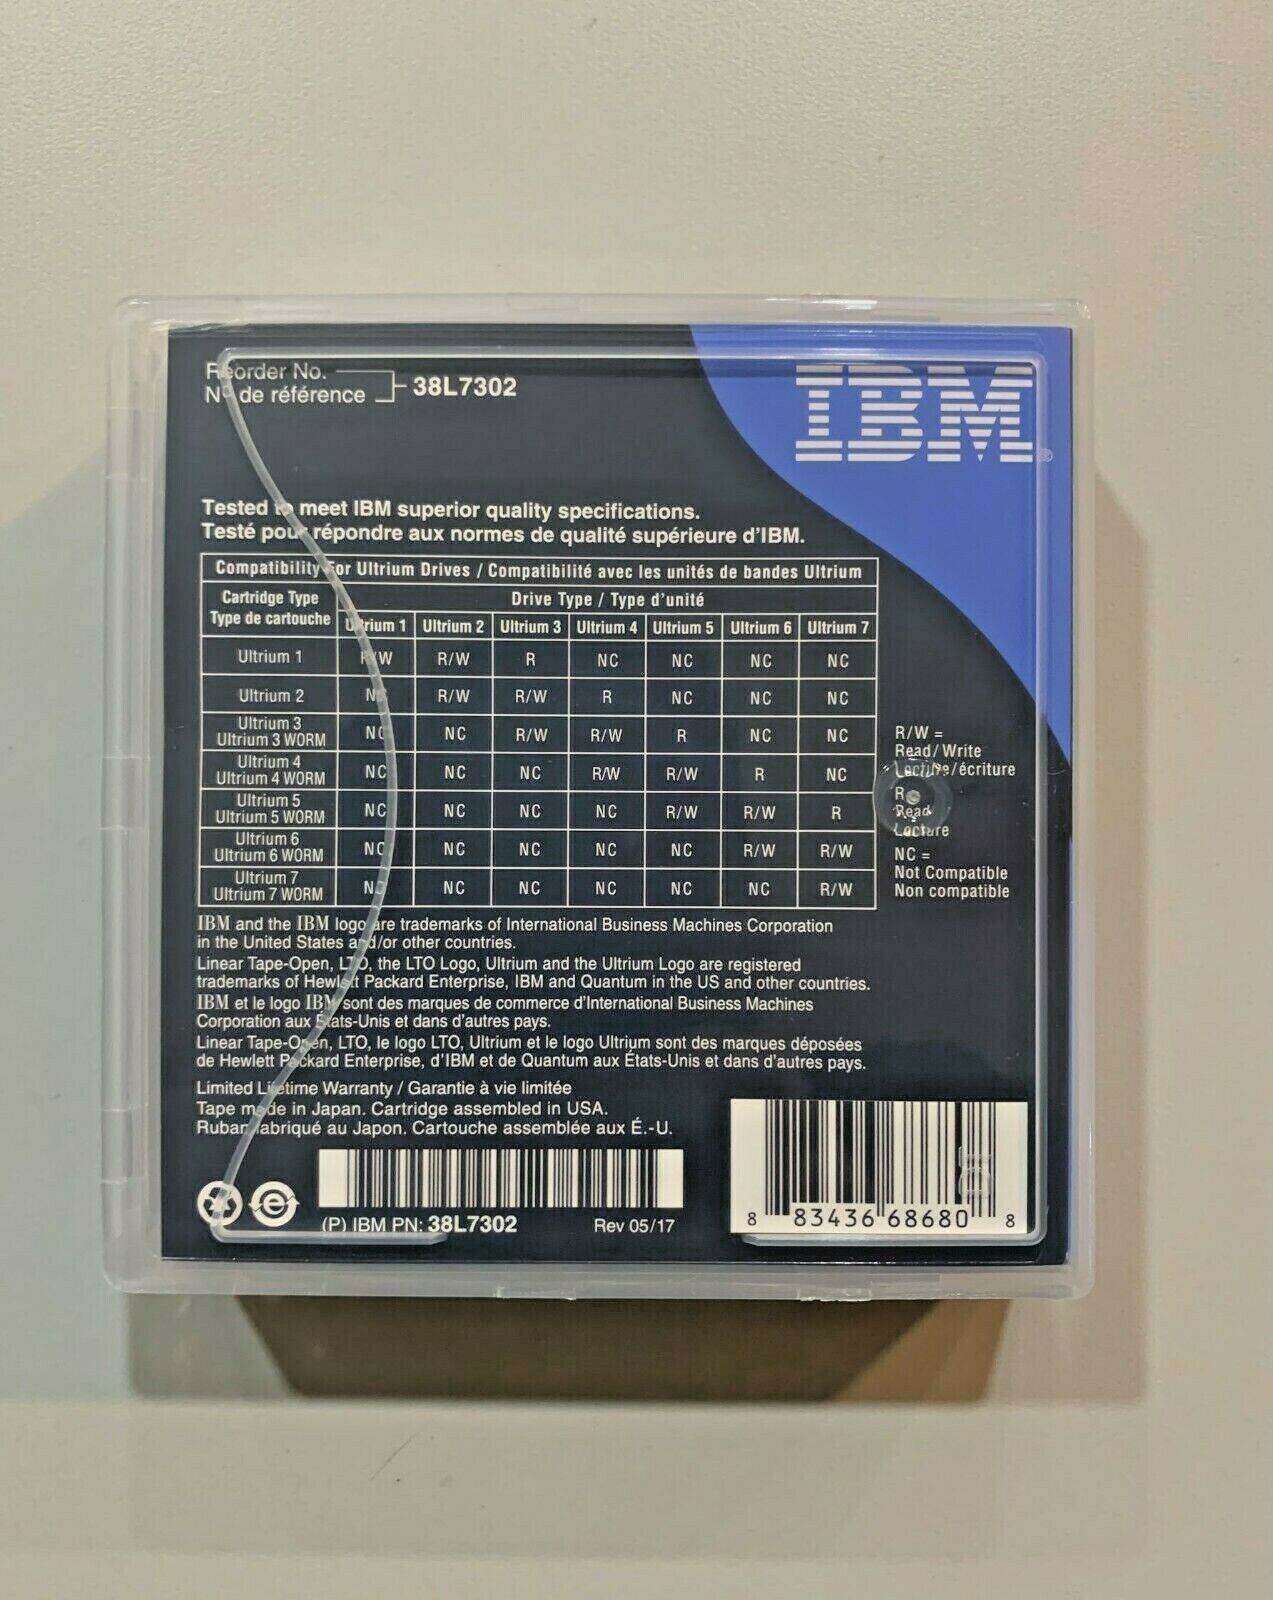 Reorder No.
N° de référence
38L7302
IBM®
Tested to meet IBM superior quality specifications.
Testé pour répondre aux normes de qualité supérieure d'IBM.
Compatibility For Ultrium Drives / Compatibilité avec les unités de bandes Ultrium
Cartridge Type
Type de cartouche
Drive Type / Type d'unité
Ultrium 1 Ultrium 2 Ultrium 3 Ultrium 4 Ultrium 5 Ultrium 6 Ultrium 7
Ultrium 1 R/W R/W R NC NC NC NC
Ultrium 2 NC R/W R/W R NC NC NC
Ultrium 3
Ultrium 3 WORM NC NC R/W R/W R NC NC
Ultrium 4
Ultrium 4 WORM NC NC NC R/W R/W R NC
Ultrium 5
Ultrium 5 WORM NC NC NC NC R/W R/W R
Ultrium 6
Ultrium 6 WORM NC NC NC NC NC R/W R/W
Ultrium 7
Ultrium 7 WORM NC NC NC NC NC NC R/W
R/W =
Read/Write
Lecture/écriture
R =
Read
Lecture
NC =
Not Compatible
Non compatible
IBM and the IBM logo are trademarks of International Business Machines Corporation
in the United States and/or other countries.
Linear Tape-Open, LTO, the LTO Logo, Ultrium and the Ultrium Logo are registered
trademarks of Hewlett Packard Enterprise, IBM and Quantum in the US and other countries.
IBM et le logo IBM sont des marques de commerce d'International Business Machines
Corporation aux États-Unis et dans d'autres pays.
Linear Tape-Open, LTO, le logo LTO, Ultrium et le logo Ultrium sont des marques déposées
de Hewlett Packard Enterprise, d'IBM et de Quantum aux États-Unis et dans d'autres pays.
Limited Lifetime Warranty / Garantie à vie limitée
Tape made in Japan. Cartridge assembled in USA.
Ruban fabriqué au Japon. Cartouche assemblée aux É.-U.
(P) IBM PN: 38L7302 Rev 05/17
8 83436 68680 8